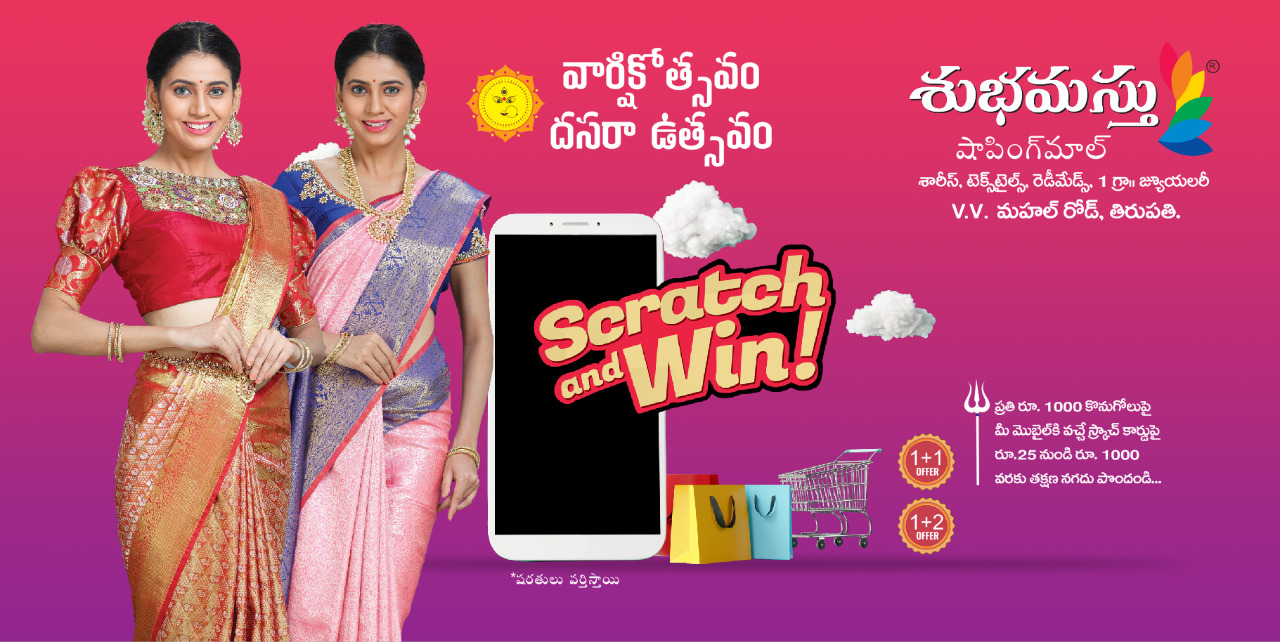 వార్షికోత్సవం
దసరా ఉత్సవం
శుభమస్తు®
షాపింగ్‌మాల్
శారీస్, టెక్స్‌టైల్స్, రెడీమేడ్స్, 1 గ్రా॥ జ్యూయలరీ
V.V. మహల్ రోడ్, తిరుపతి.
Scratch
and Win!
ప్రతి రూ. 1000 కొనుగోలుపై
మీ మొబైల్‌కి వచ్చే స్క్రాచ్ కార్డుపై
రూ.25 నుండి రూ. 1000
వరకు తక్షణ నగదు పొందండి...
1+1
OFFER
1+2
OFFER
*షరతులు వర్తిస్తాయి